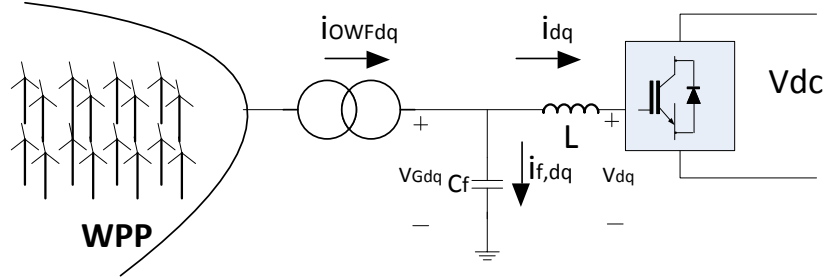 iOWFdq
idq
Vdc
+
+
L
VGdq
Cf
if,dq
Vdq
−
−
WPP